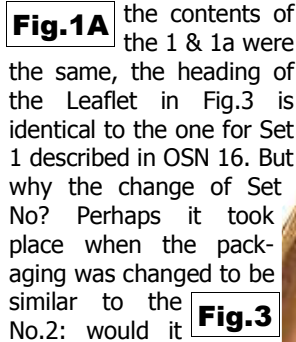 Fig.1A
the contents of
the 1 & 1a were
the same, the heading of
the Leaflet in Fig.3 is
identical to the one for Set
1 described in OSN 16. But
why the change of Set
No? Perhaps it took
place when the pack-
aging was changed to be
similar to the
No.2: would it
Fig.3